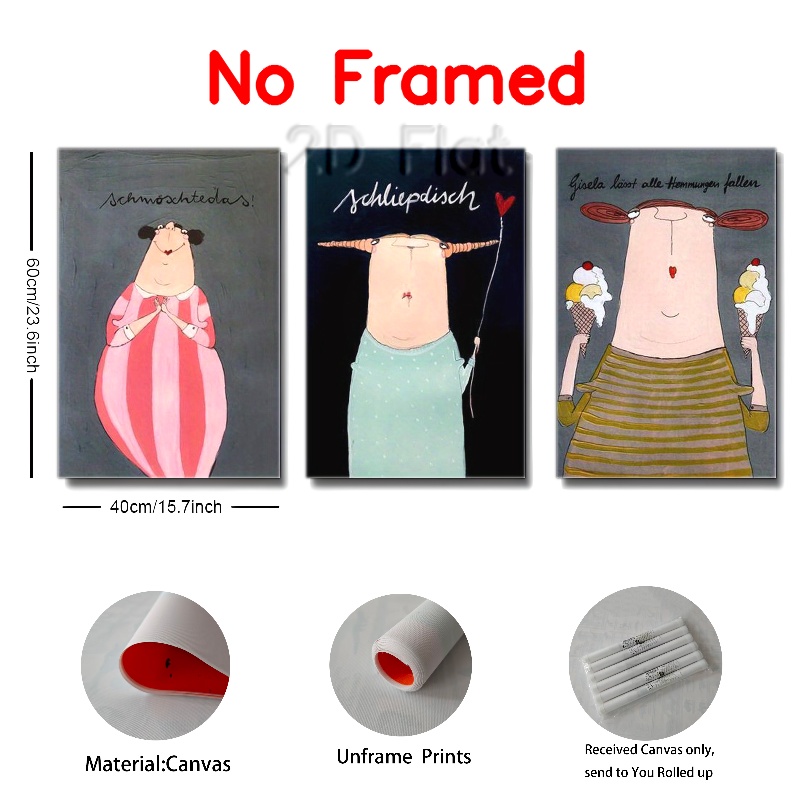 No Framed
2D Flat
schmöschtedas!
schliepdisch
Gisela lässt alle Hemmungen fallen
60cm/23.6inch
40cm/15.7inch
Material:Canvas
Unframe Prints
Received Canvas only,
send to You Rolled up